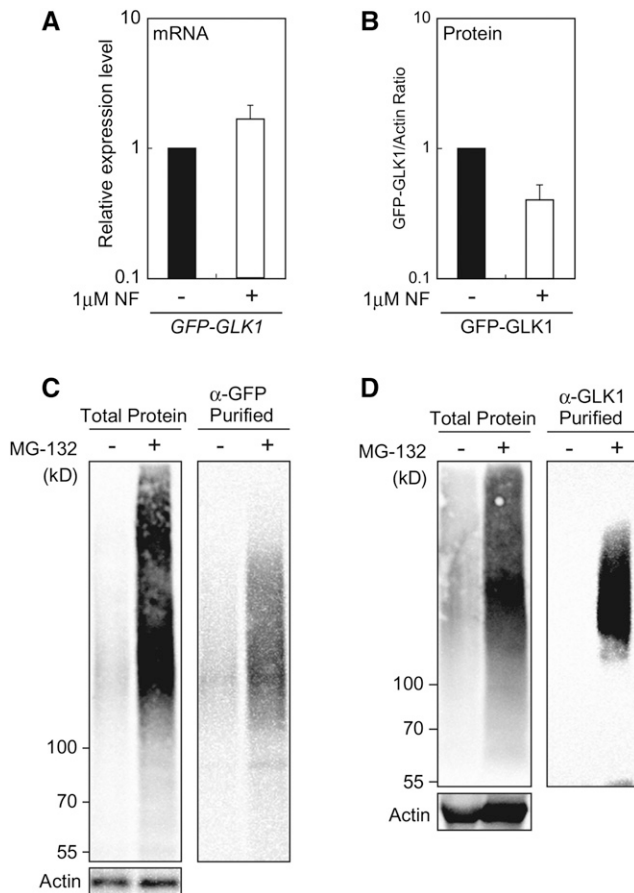 A
mRNA
Relative expression level
10
1
0.1
1µM NF - +
GFP-GLK1
B
Protein
GFP-GLK1/Actin Ratio
10
1
0.1
1µM NF - +
GFP-GLK1
C
Total Protein
α-GFP
Purified
MG-132 - + - +
(kD)
100
70
55
Actin
D
Total Protein
α-GLK1
Purified
MG-132 - + - +
(kD)
100
70
55
Actin